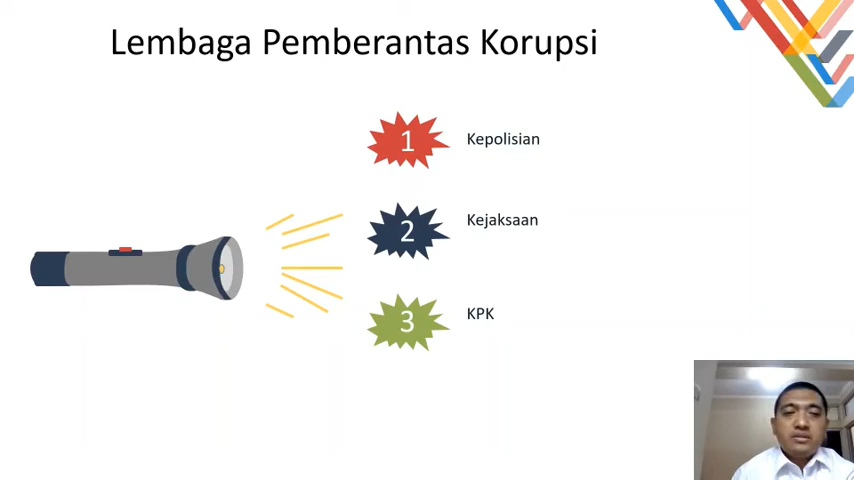 Lembaga Pemberantas Korupsi
1
Kepolisian
2
Kejaksaan
3
KPK